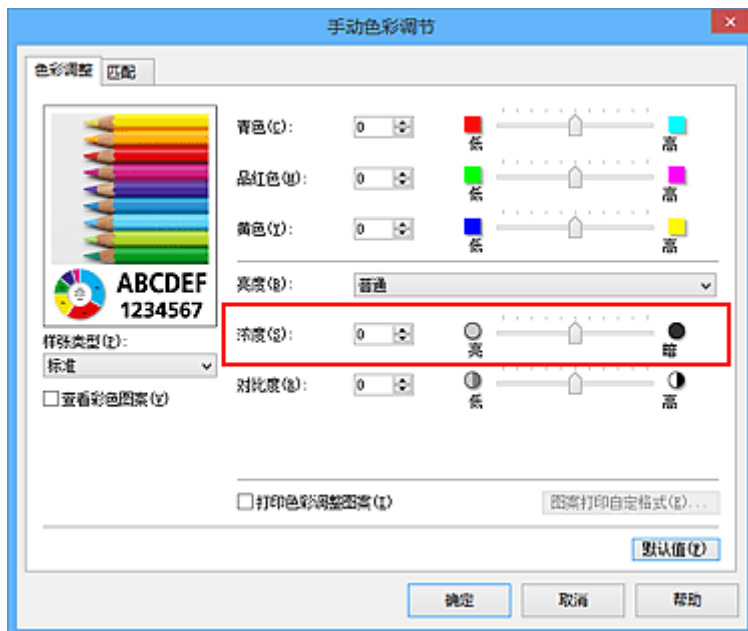 手动色彩调节
色彩调整 匹配
青色(C): 0 低 高
品红色(M): 0 低 高
黄色(Y): 0 低 高
ABCDEF
1234567
亮度(B): 普通
浓度(S): 0 亮 暗
样张类型(P):
标准
对比度(R): 0 低 高
查看彩色图案(V)
打印色彩调整图案(I) 图案打印自定格式(E)...
默认值(F)
确定 取消 帮助